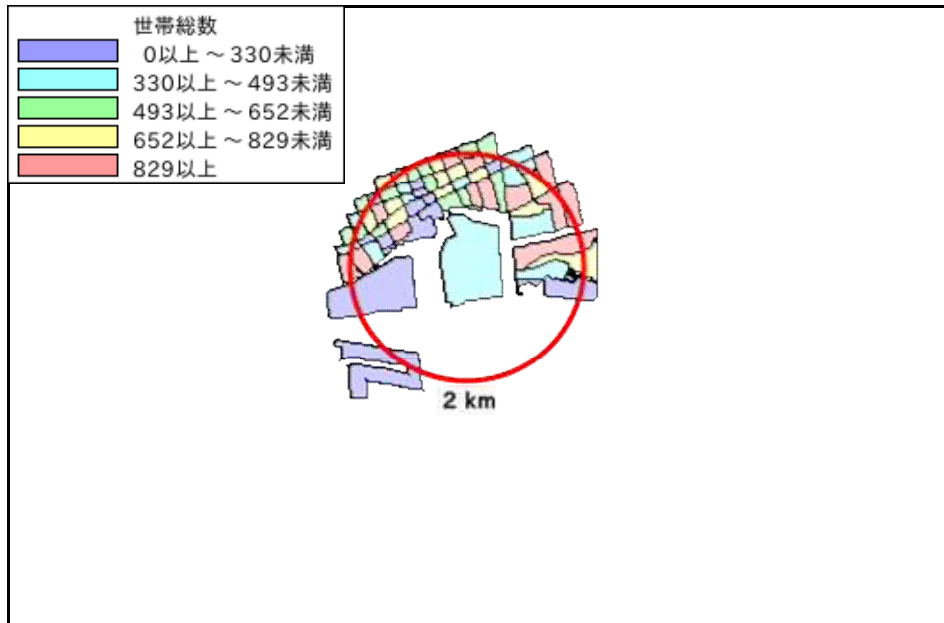 世帯総数
0以上 ～ 330未満
330以上 ～ 493未満
493以上 ～ 652未満
652以上 ～ 829未満
829以上
2 km